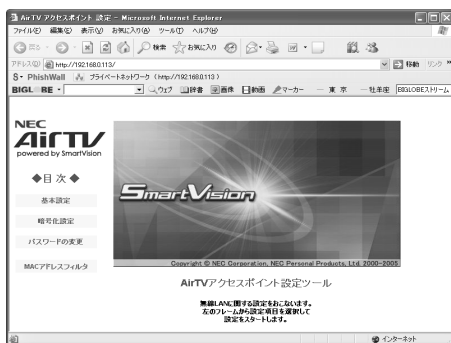 AirTV アクセスポイント 設定 - Microsoft Internet Explorer
ファイル(F) 編集(E) 表示(V) お気に入り(A) ツール(T) ヘルプ(H)
戻る 検索 お気に入り
アドレス(D) http://192.168.0.113/ 移動 リンク »
PhishWall プライベートネットワーク (http://192.168.0.113)
BIGLOBE ウェブ 辞書 画像 動画 マーカー 東京 牡羊座 BIGLOBEストリーム
NEC
AirTV
powered by SmartVision
◆目 次◆
基本設定
暗号化設定
パスワードの変更
MACアドレスフィルタ
SmartVision
Copyright © NEC Corporation, NEC Personal Products, Ltd. 2000-2005
AirTVアクセスポイント設定ツール
無線LANに関する設定をおこないます。
左のフレームから設定項目を選択して
設定をスタートします。
インターネット